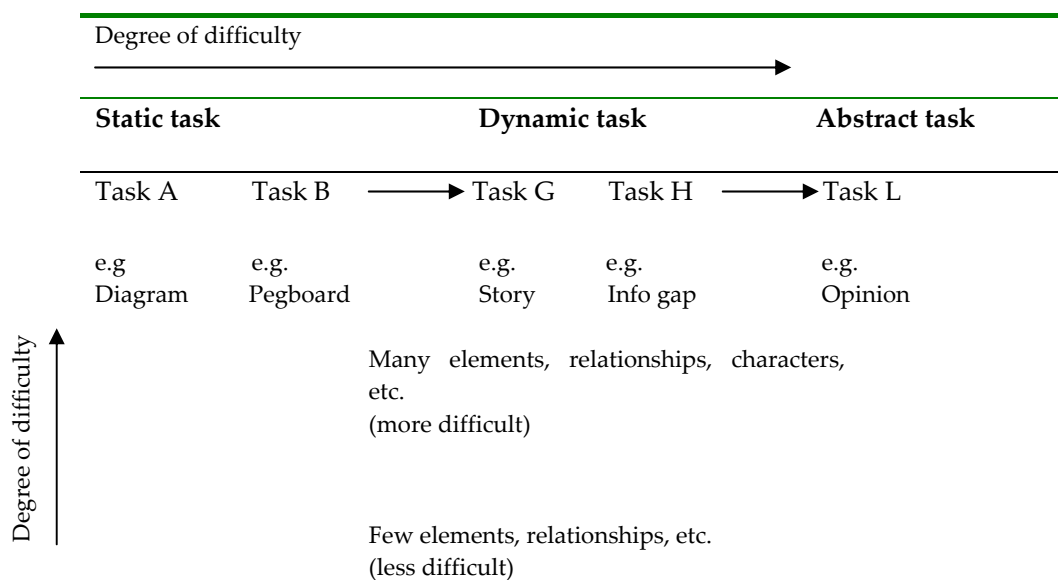 Degree of difficulty
Static task Dynamic task Abstract task
Task A Task B Task G Task H Task L
e.g e.g. e.g. e.g. e.g.
Diagram Pegboard Story Info gap Opinion
Degree of difficulty
Many elements, relationships, characters,
etc.
(more difficult)
Few elements, relationships, etc.
(less difficult)